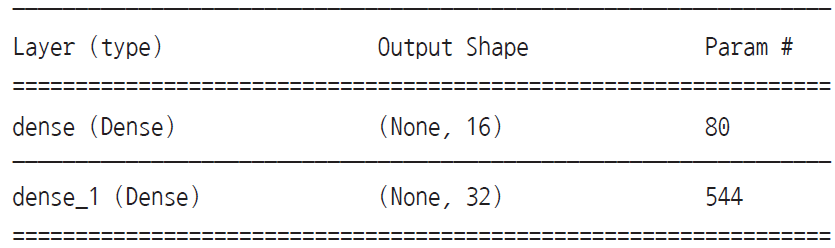 Layer (type) Output Shape Param #
dense (Dense) (None, 16) 80
dense_1 (Dense) (None, 32) 544